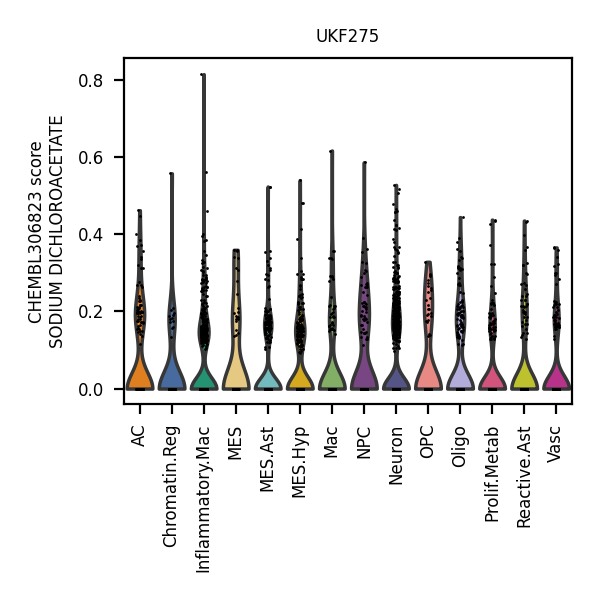 UKF275
CHEMBL306823 score
SODIUM DICHLOROACETATE
0.8
0.6
0.4
0.2
0.0
AC
Chromatin.Reg
Inflammatory.Mac
MES
MES.Ast
MES.Hyp
Mac
NPC
Neuron
OPC
Oligo
Prolif.Metab
Reactive.Ast
Vasc